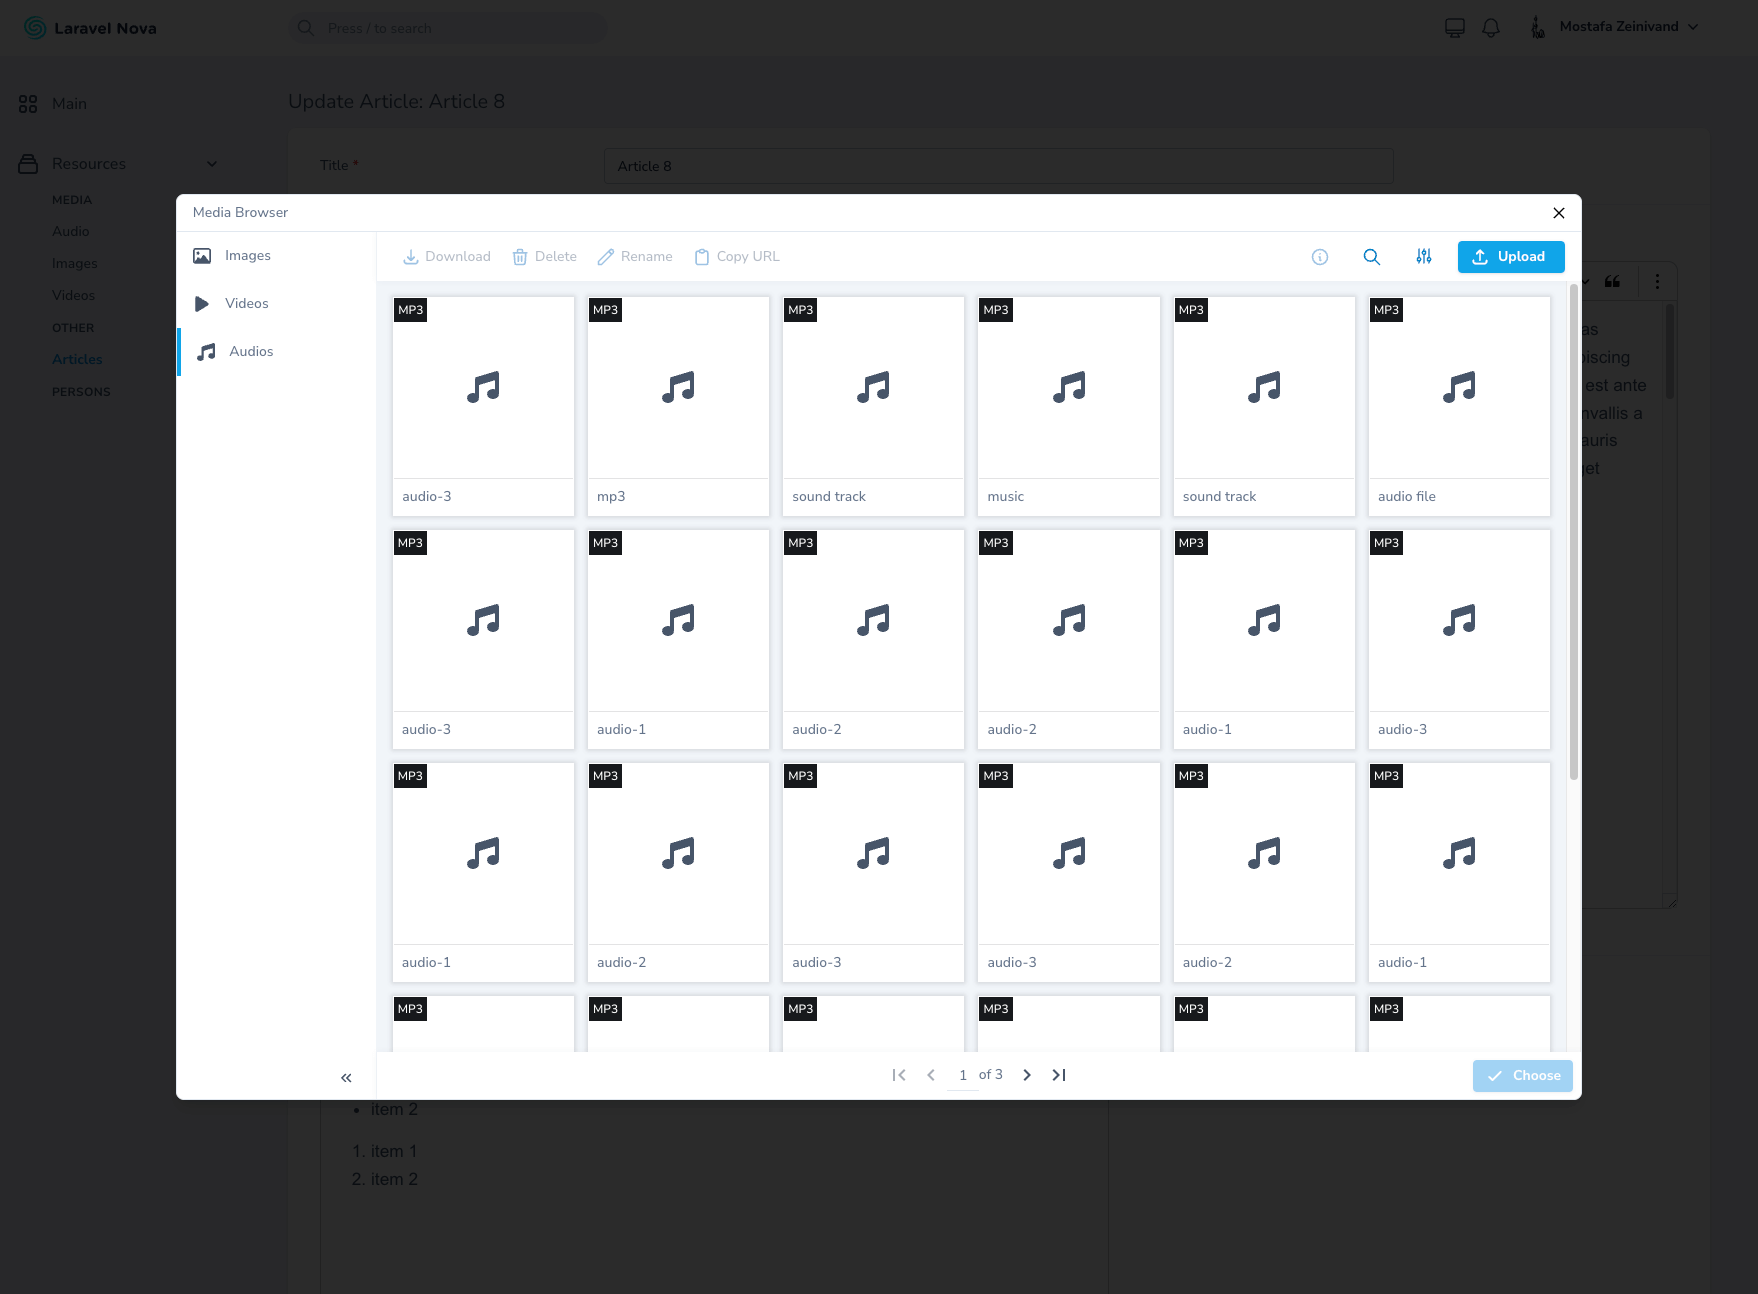 Laravel Nova
Press / to search
Mostafa Zeinivand
Main
Update Article: Article 8
Resources
Title *
Article 8
MEDIA
Audio
Images
Videos
OTHER
Articles
PERSONS
Media Browser
Images
Videos
Audios
Download Delete Rename Copy URL
Upload
MP3 MP3 MP3 MP3 MP3 MP3
audio-3 mp3 sound track music sound track audio file
MP3 MP3 MP3 MP3 MP3 MP3
audio-3 audio-1 audio-2 audio-2 audio-1 audio-3
MP3 MP3 MP3 MP3 MP3 MP3
audio-1 audio-2 audio-3 audio-3 audio-2 audio-1
MP3 MP3 MP3 MP3 MP3 MP3
1 of 3
Choose
as
piscing
est ante
nvallis a
auris
get
• item 2
1. item 1
2. item 2